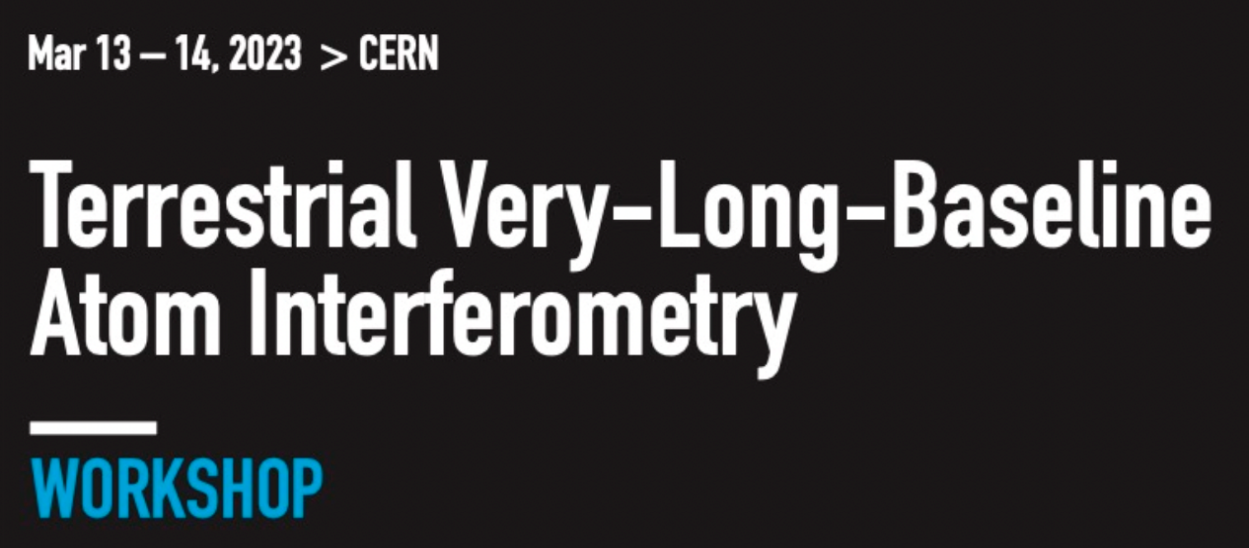 Mar 13 – 14, 2023 > CERN
Terrestrial Very-Long-Baseline
Atom Interferometry
WORKSHOP